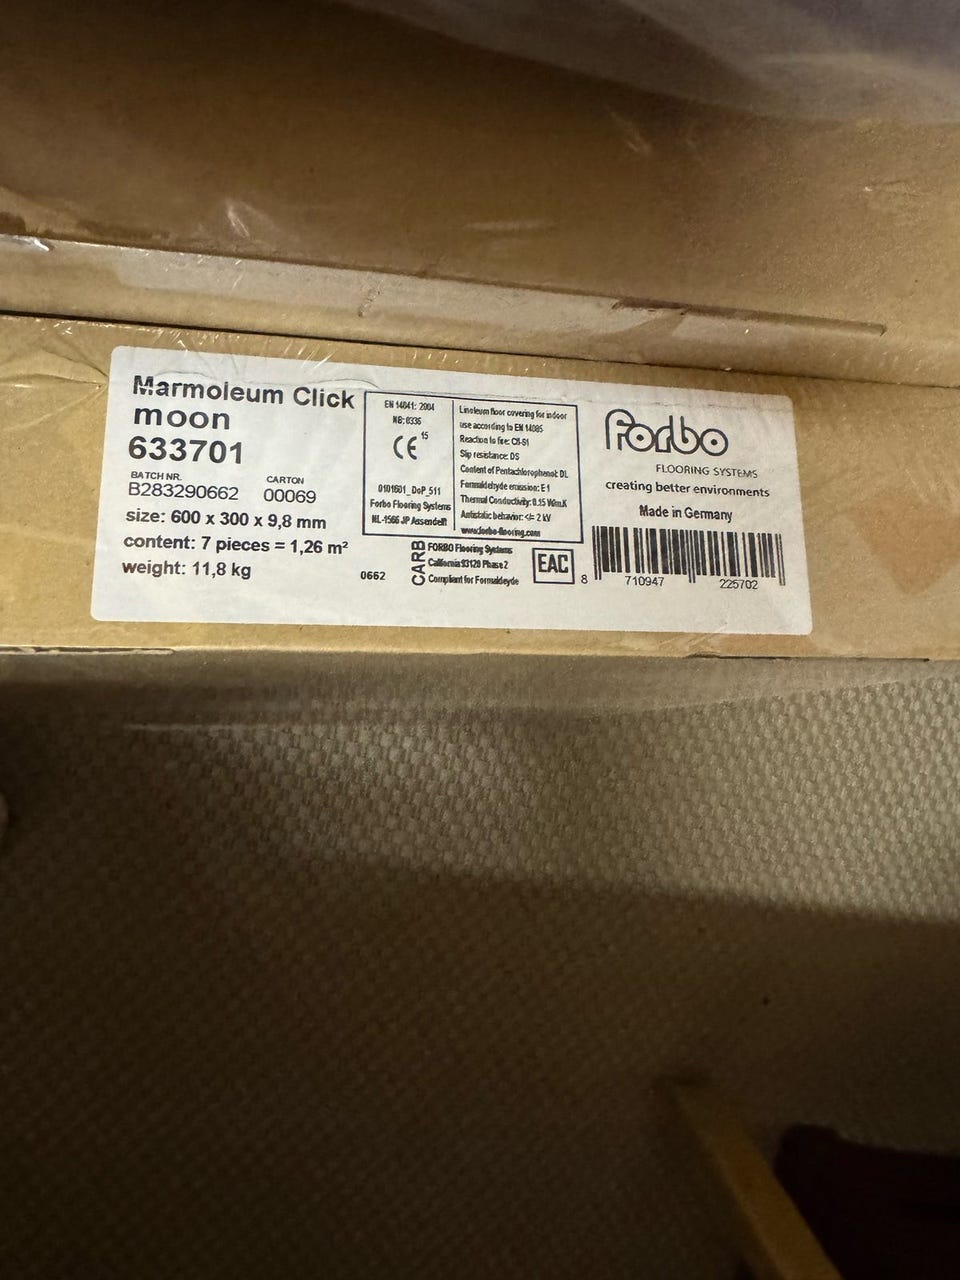 Marmoleum Click
moon
633701
BATCH NR.
B283290662
CARTON
00069
size: 600 x 300 x 9,8 mm
content: 7 pieces = 1,26 m²
weight: 11,8 kg
0662
EN 14041: 2004
NB: 0336
CE 15
0101601_DoP_511
Forbo Flooring Systems
NL-1566 JP Assendelft
Linoleum floor covering for indoor
use according to EN 14085
Reaction to fire: Cfl-S1
Slip resistance: DS
Content of Pentachlorophenol: DL
Formaldehyde emission: E1
Thermal Conductivity: 0.15 W/m.K
Antistatic behavior: <= 2 kV
www.forbo-flooring.com
CARB
FORBO Flooring Systems
California 93120 Phase 2
Compliant for Formaldeyde
EAC
Forbo
FLOORING SYSTEMS
creating better environments
Made in Germany
8 710947 225702